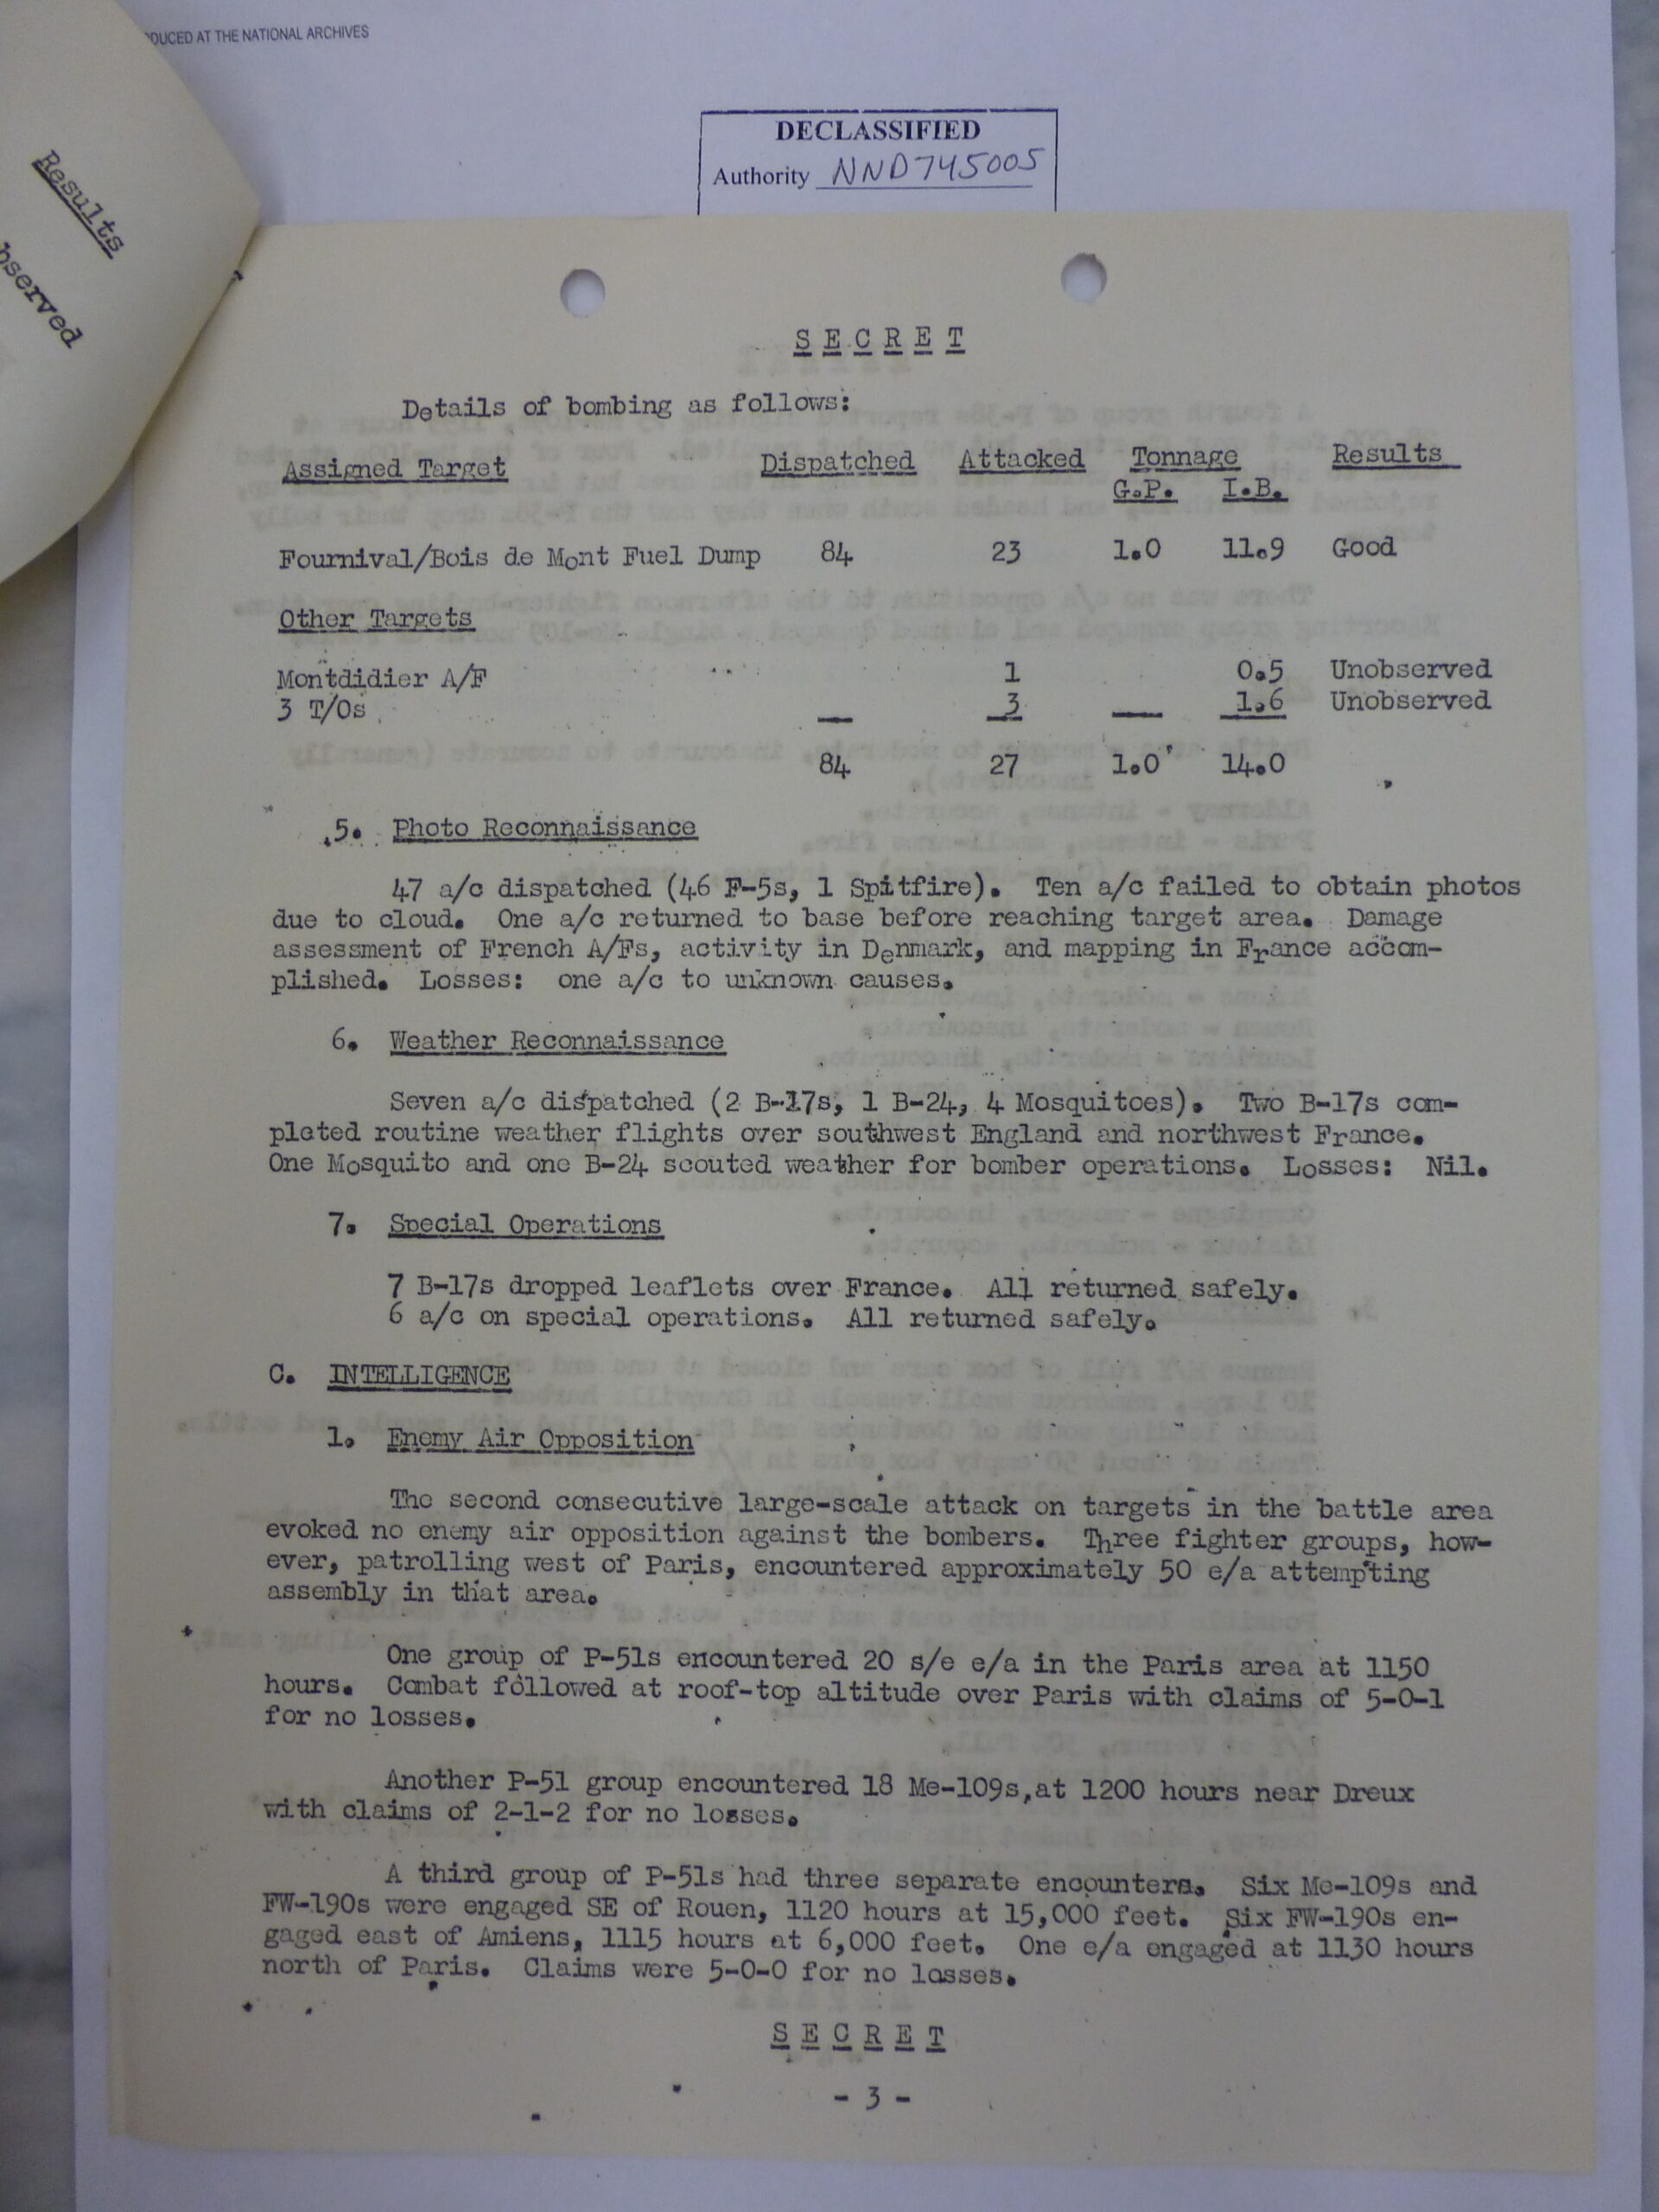 DUCED AT THE NATIONAL ARCHIVES
DECLASSIFIED
Authority NND745005
Results
bserved
S E C R E T
Details of bombing as follows:
Assigned Target Dispatched Attacked Tonnage Results
G.P. I.B.
Fournival/Bois de Mont Fuel Dump 84 23 1.0 11.9 Good
Other Targets
Montdidier A/F 1 0.5 Unobserved
3 T/Os 3 1.6 Unobserved
84 27 1.0 14.0
5. Photo Reconnaissance
47 a/c dispatched (46 F-5s, 1 Spitfire). Ten a/c failed to obtain photos
due to cloud. One a/c returned to base before reaching target area. Damage
assessment of French A/Fs, activity in Denmark, and mapping in France accom-
plished. Losses: one a/c to unknown causes.
6. Weather Reconnaissance
Seven a/c dispatched (2 B-17s, 1 B-24, 4 Mosquitoes). Two B-17s com-
pleted routine weather flights over southwest England and northwest France.
One Mosquito and one B-24 scouted weather for bomber operations. Losses: Nil.
7. Special Operations
7 B-17s dropped leaflets over France. All returned safely.
6 a/c on special operations. All returned safely.
C. INTELLIGENCE
1. Enemy Air Opposition
The second consecutive large-scale attack on targets in the battle area
evoked no enemy air opposition against the bombers. Three fighter groups, how-
ever, patrolling west of Paris, encountered approximately 50 e/a attempting
assembly in that area.
One group of P-51s encountered 20 s/e e/a in the Paris area at 1150
hours. Combat followed at roof-top altitude over Paris with claims of 5-0-1
for no losses.
Another P-51 group encountered 18 Me-109s, at 1200 hours near Dreux
with claims of 2-1-2 for no losses.
A third group of P-51s had three separate encounters. Six Me-109s and
FW-190s were engaged SE of Rouen, 1120 hours at 15,000 feet. Six FW-190s en-
gaged east of Amiens, 1115 hours at 6,000 feet. One e/a engaged at 1130 hours
north of Paris. Claims were 5-0-0 for no losses.
S E C R E T
- 3 -